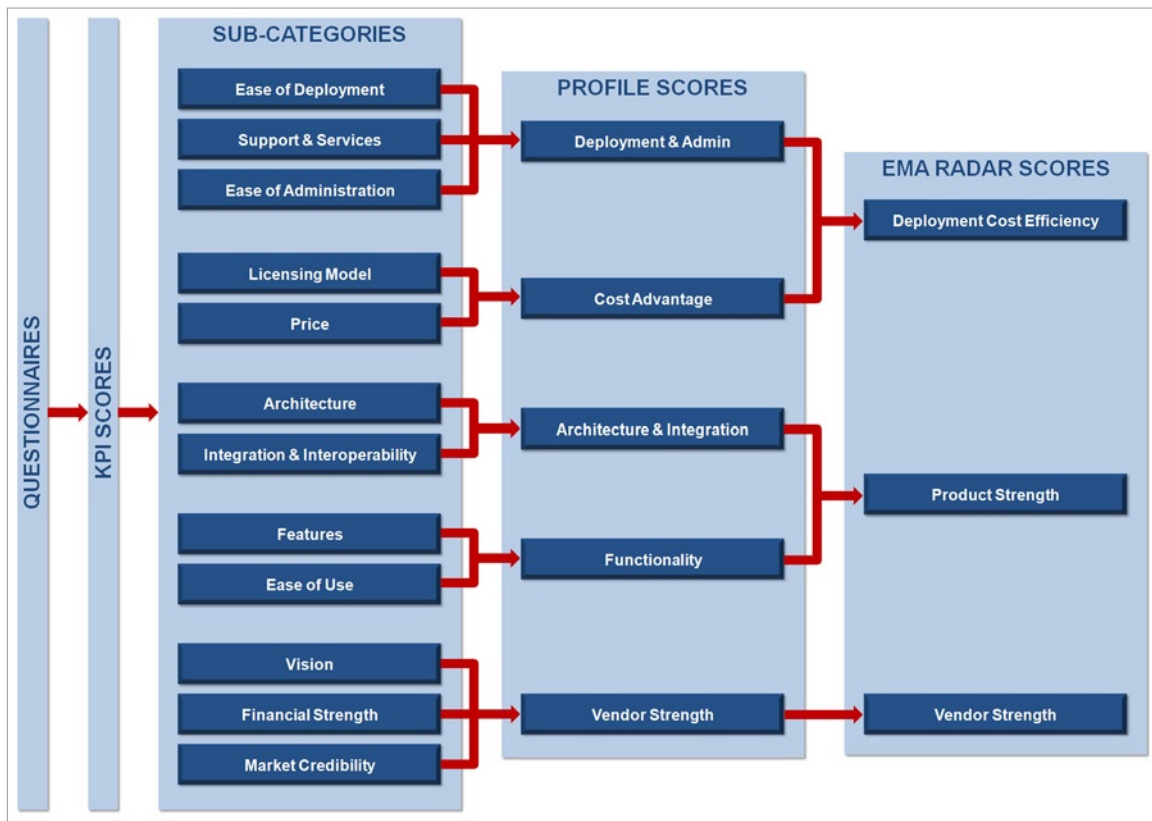 QUESTIONNAIRES
KPI SCORES
SUB-CATEGORIES
Ease of Deployment
Support & Services
Ease of Administration
Licensing Model
Price
Architecture
Integration & Interoperability
Features
Ease of Use
Vision
Financial Strength
Market Credibility
PROFILE SCORES
Deployment & Admin
Cost Advantage
Architecture & Integration
Functionality
Vendor Strength
EMA RADAR SCORES
Deployment Cost Efficiency
Product Strength
Vendor Strength